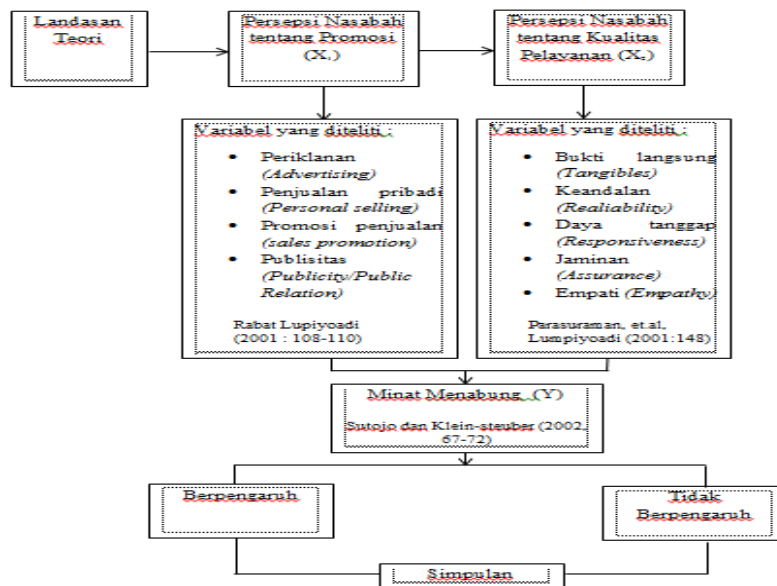 Landasan
Teori
Persepsi Nasabah
tentang Promosi
(X₁)
Persepsi Nasabah
tentang Kualitas
Pelayanan (X₂)
Variabel yang diteliti :
• Periklanan
(Advertising)
• Penjualan pribadi
(Personal selling)
• Promosi penjualan
(sales promotion)
• Publisitas
(Publicity/Public
Relation)
Rabat Lupiyoadi
(2001 : 108-110)
Variabel yang diteliti :
• Bukti langsung
(Tangibles)
• Keandalan
(Realiability)
• Daya tanggap
(Responsiveness)
• Jaminan
(Assurance)
• Empati (Empathy)
Parasuraman, et.al,
Lumpiyoadi (2001:148)
Minat Menabung (Y)
Sutojo dan Klein-steuber (2002,
67-72)
Berpengaruh
Tidak
Berpengaruh
Simpulan